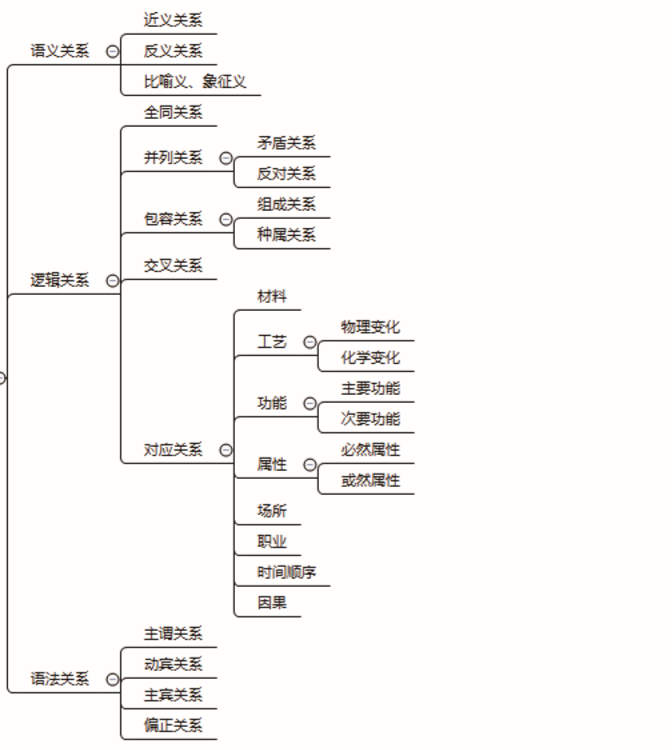 近义关系
语义关系
反义关系
比喻义、象征义
全同关系
矛盾关系
并列关系
反对关系
组成关系
包容关系
种属关系
交叉关系
逻辑关系
材料
物理变化
工艺
化学变化
主要功能
功能
次要功能
必然属性
对应关系
属性
或然属性
场所
职业
时间顺序
因果
主谓关系
动宾关系
语法关系
主宾关系
偏正关系